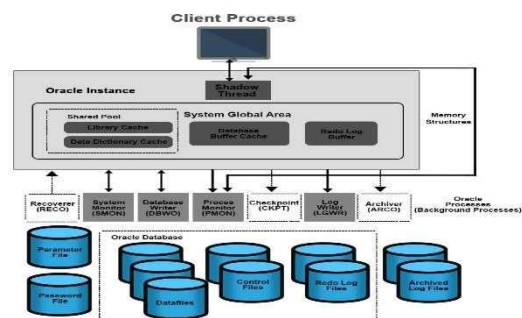 Client Process
Oracle Instance
Shadow
Thread
Shared Pool
System Global Area
Library Cache
Data Dictionary Cache
Database
Buffer Cache
Redo Log
Buffer
Memory
Structures
Recoverer
(RECO)
System
Monitor
(SMON)
Database
Writer
(DBWO)
Proces
Monitor
(PMON)
Checkpoint
(CKPT)
Log
Writer
(LGWR)
Archiver
(ARCO)
Oracle
Processes
(Background Processes)
Parameter
File
Password
File
Oracle Database
Datafiles
Control
Files
Redo Log
Files
Archived
Log Files